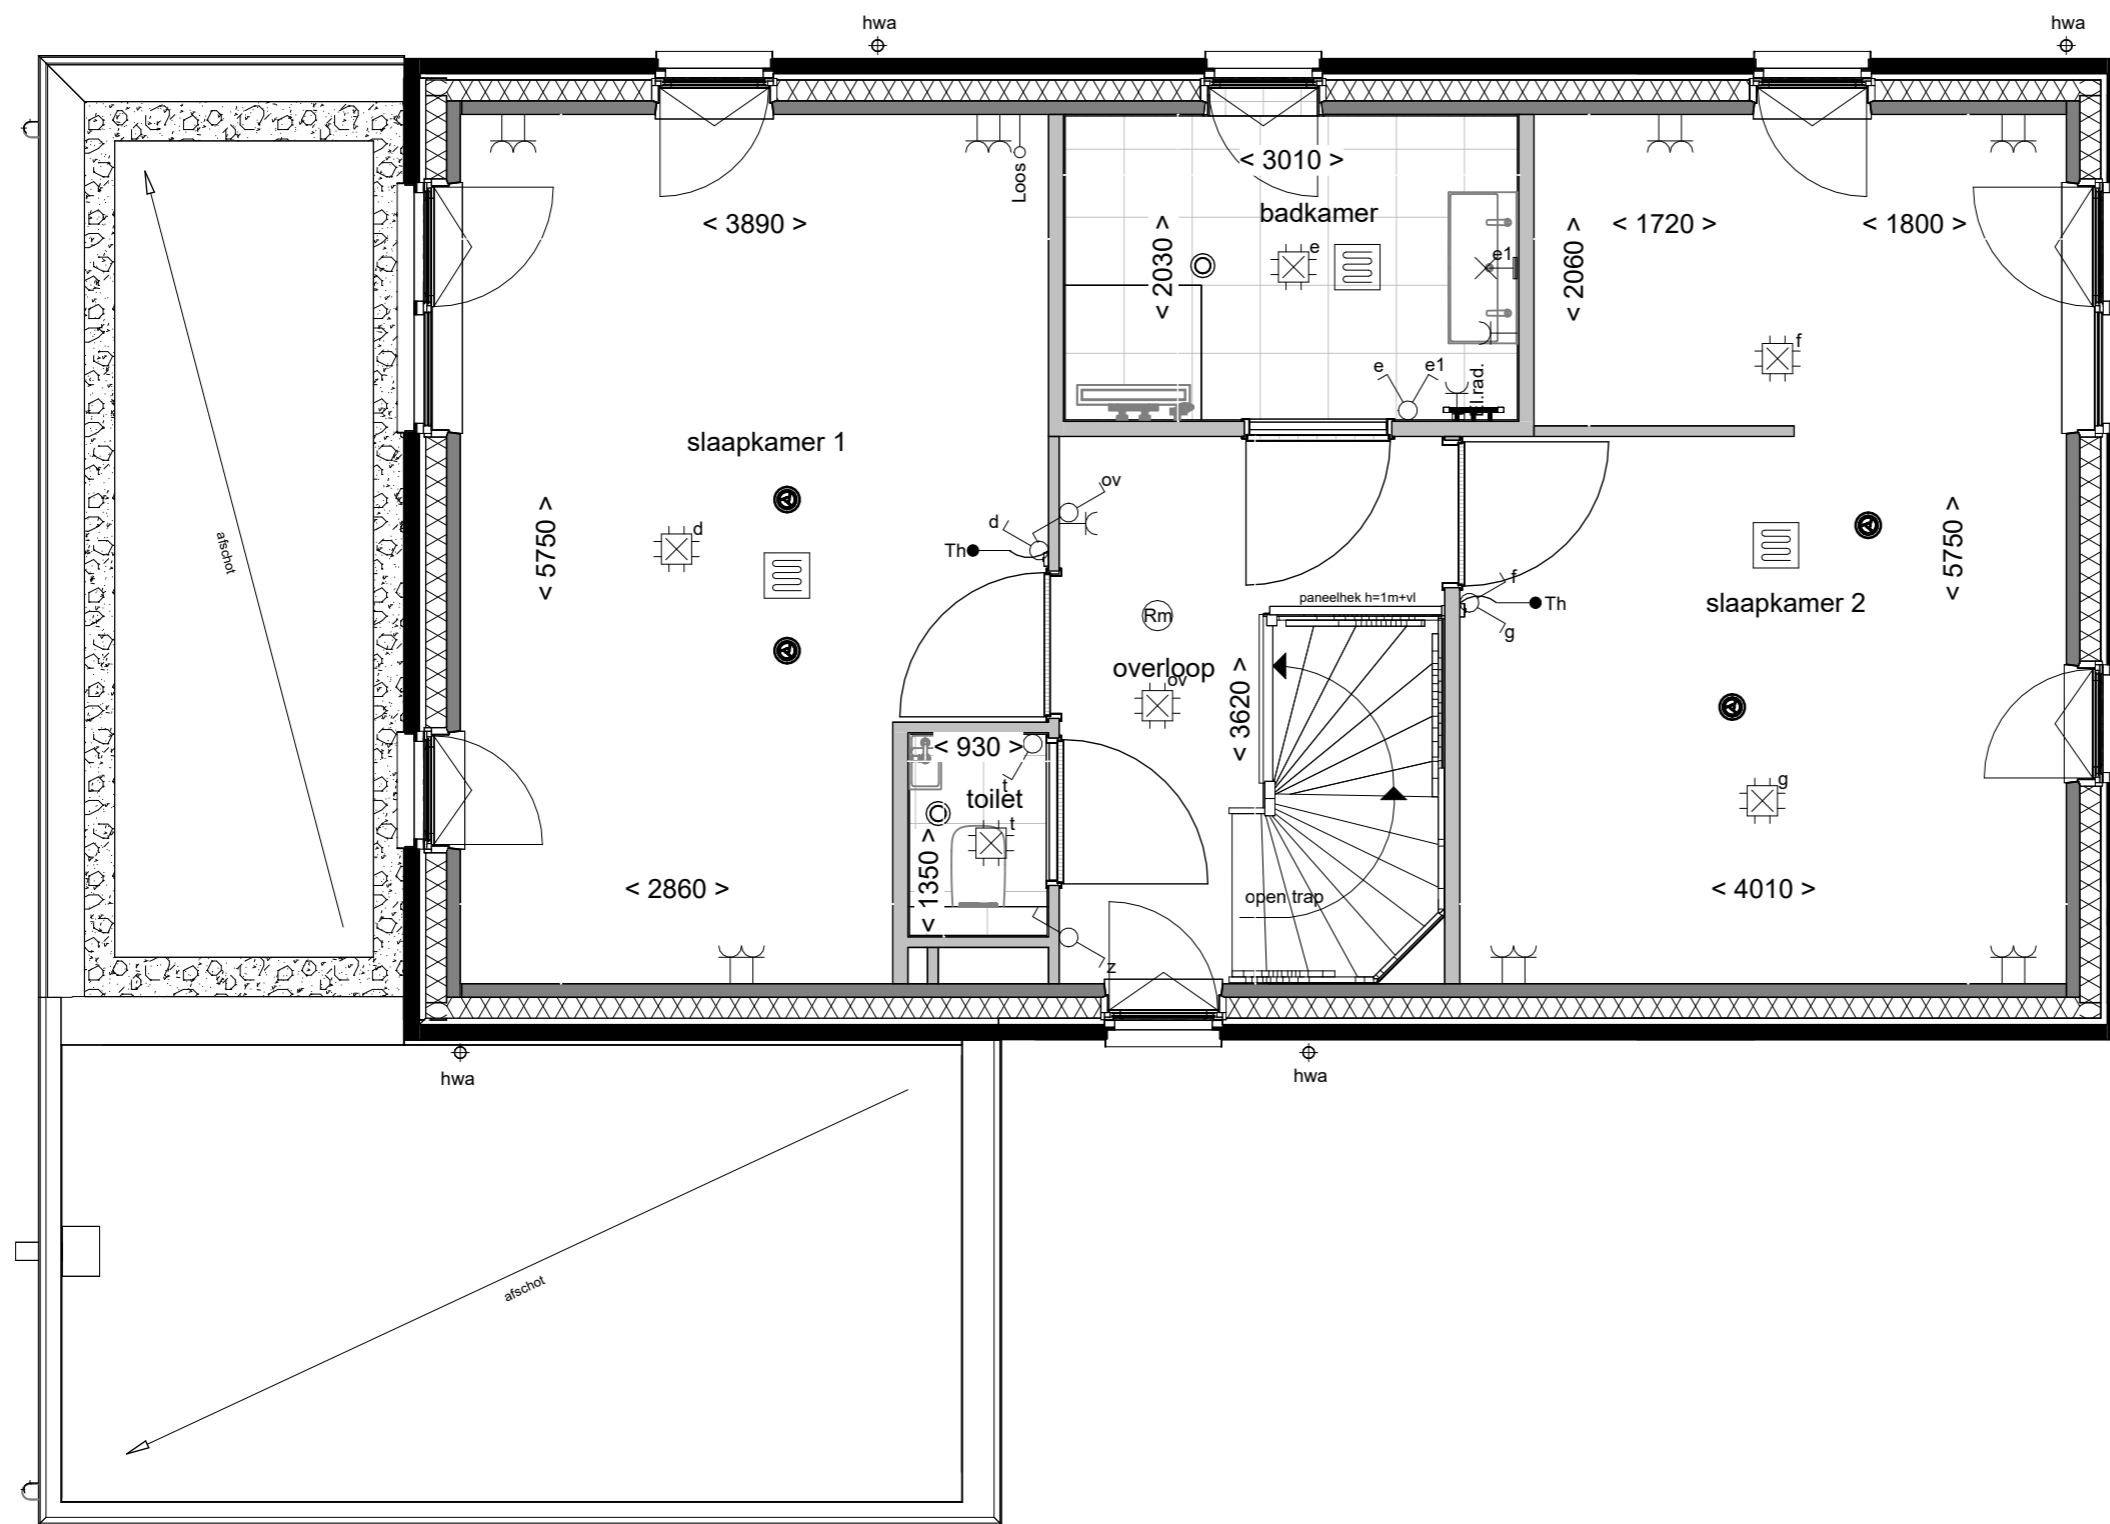 hwa
hwa
Loos
< 3010 >
badkamer
< 3890 >
< 2030 >
e
e1
< 2060 >
< 1720 >
< 1800 >
f
e
e1
el.rad.
slaapkamer 1
ov
d
Th
d
< 5750 >
afschot
f
Th
g
slaapkamer 2
< 5750 >
paneelhek h=1m+vl
Rm
overloop
ov
< 3620 >
< 930 >
t
toilet
t
< 1350 >
g
< 2860 >
open trap
< 4010 >
z
hwa
hwa
afschot